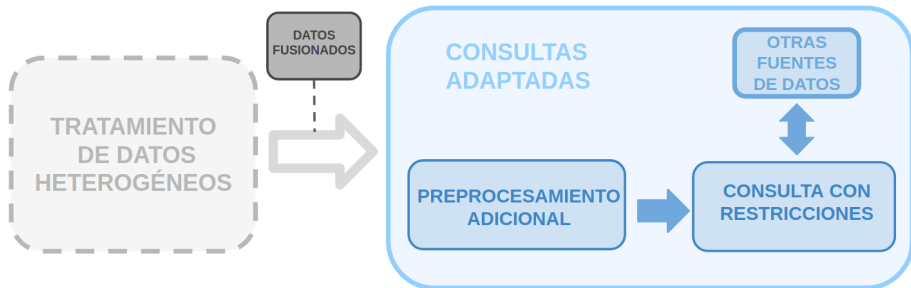 TRATAMIENTO
DE DATOS
HETEROGÉNEOS
DATOS
FUSIONADOS
CONSULTAS
ADAPTADAS
OTRAS
FUENTES
DE DATOS
PREPROCESAMIENTO
ADICIONAL
CONSULTA CON
RESTRICCIONES